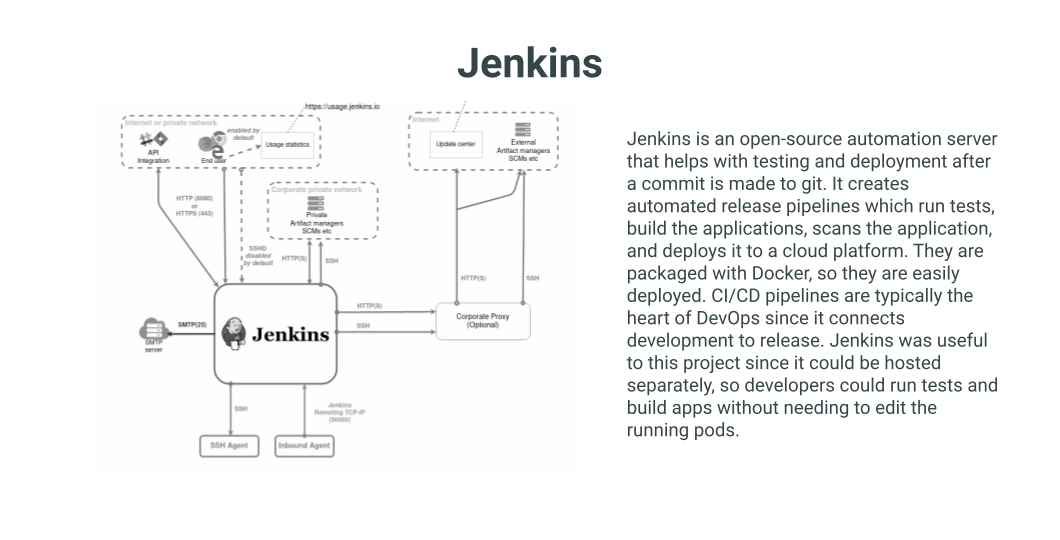 Jenkins
https://usage.jenkins.io
Internet or private network
enabled by
default
API
Integration
End user
Usage statistics
Internet
Update center
External
Artifact managers
SCMs etc
Corporate private network
Private
Artifact managers
SCMs etc
HTTP (8080)
or
HTTPS (443)
SSHD
disabled
by default
HTTP(S)
SSH
HTTP(S)
SSH
HTTP(S)
SSH
Corporate Proxy
(Optional)
SMTP(25)
SMTP
server
Jenkins
SSH
Jenkins
Remoting TCP-IP
(50000)
SSH Agent
Inbound Agent
Jenkins is an open-source automation server
that helps with testing and deployment after
a commit is made to git. It creates
automated release pipelines which run tests,
build the applications, scans the application,
and deploys it to a cloud platform. They are
packaged with Docker, so they are easily
deployed. CI/CD pipelines are typically the
heart of DevOps since it connects
development to release. Jenkins was useful
to this project since it could be hosted
separately, so developers could run tests and
build apps without needing to edit the
running pods.